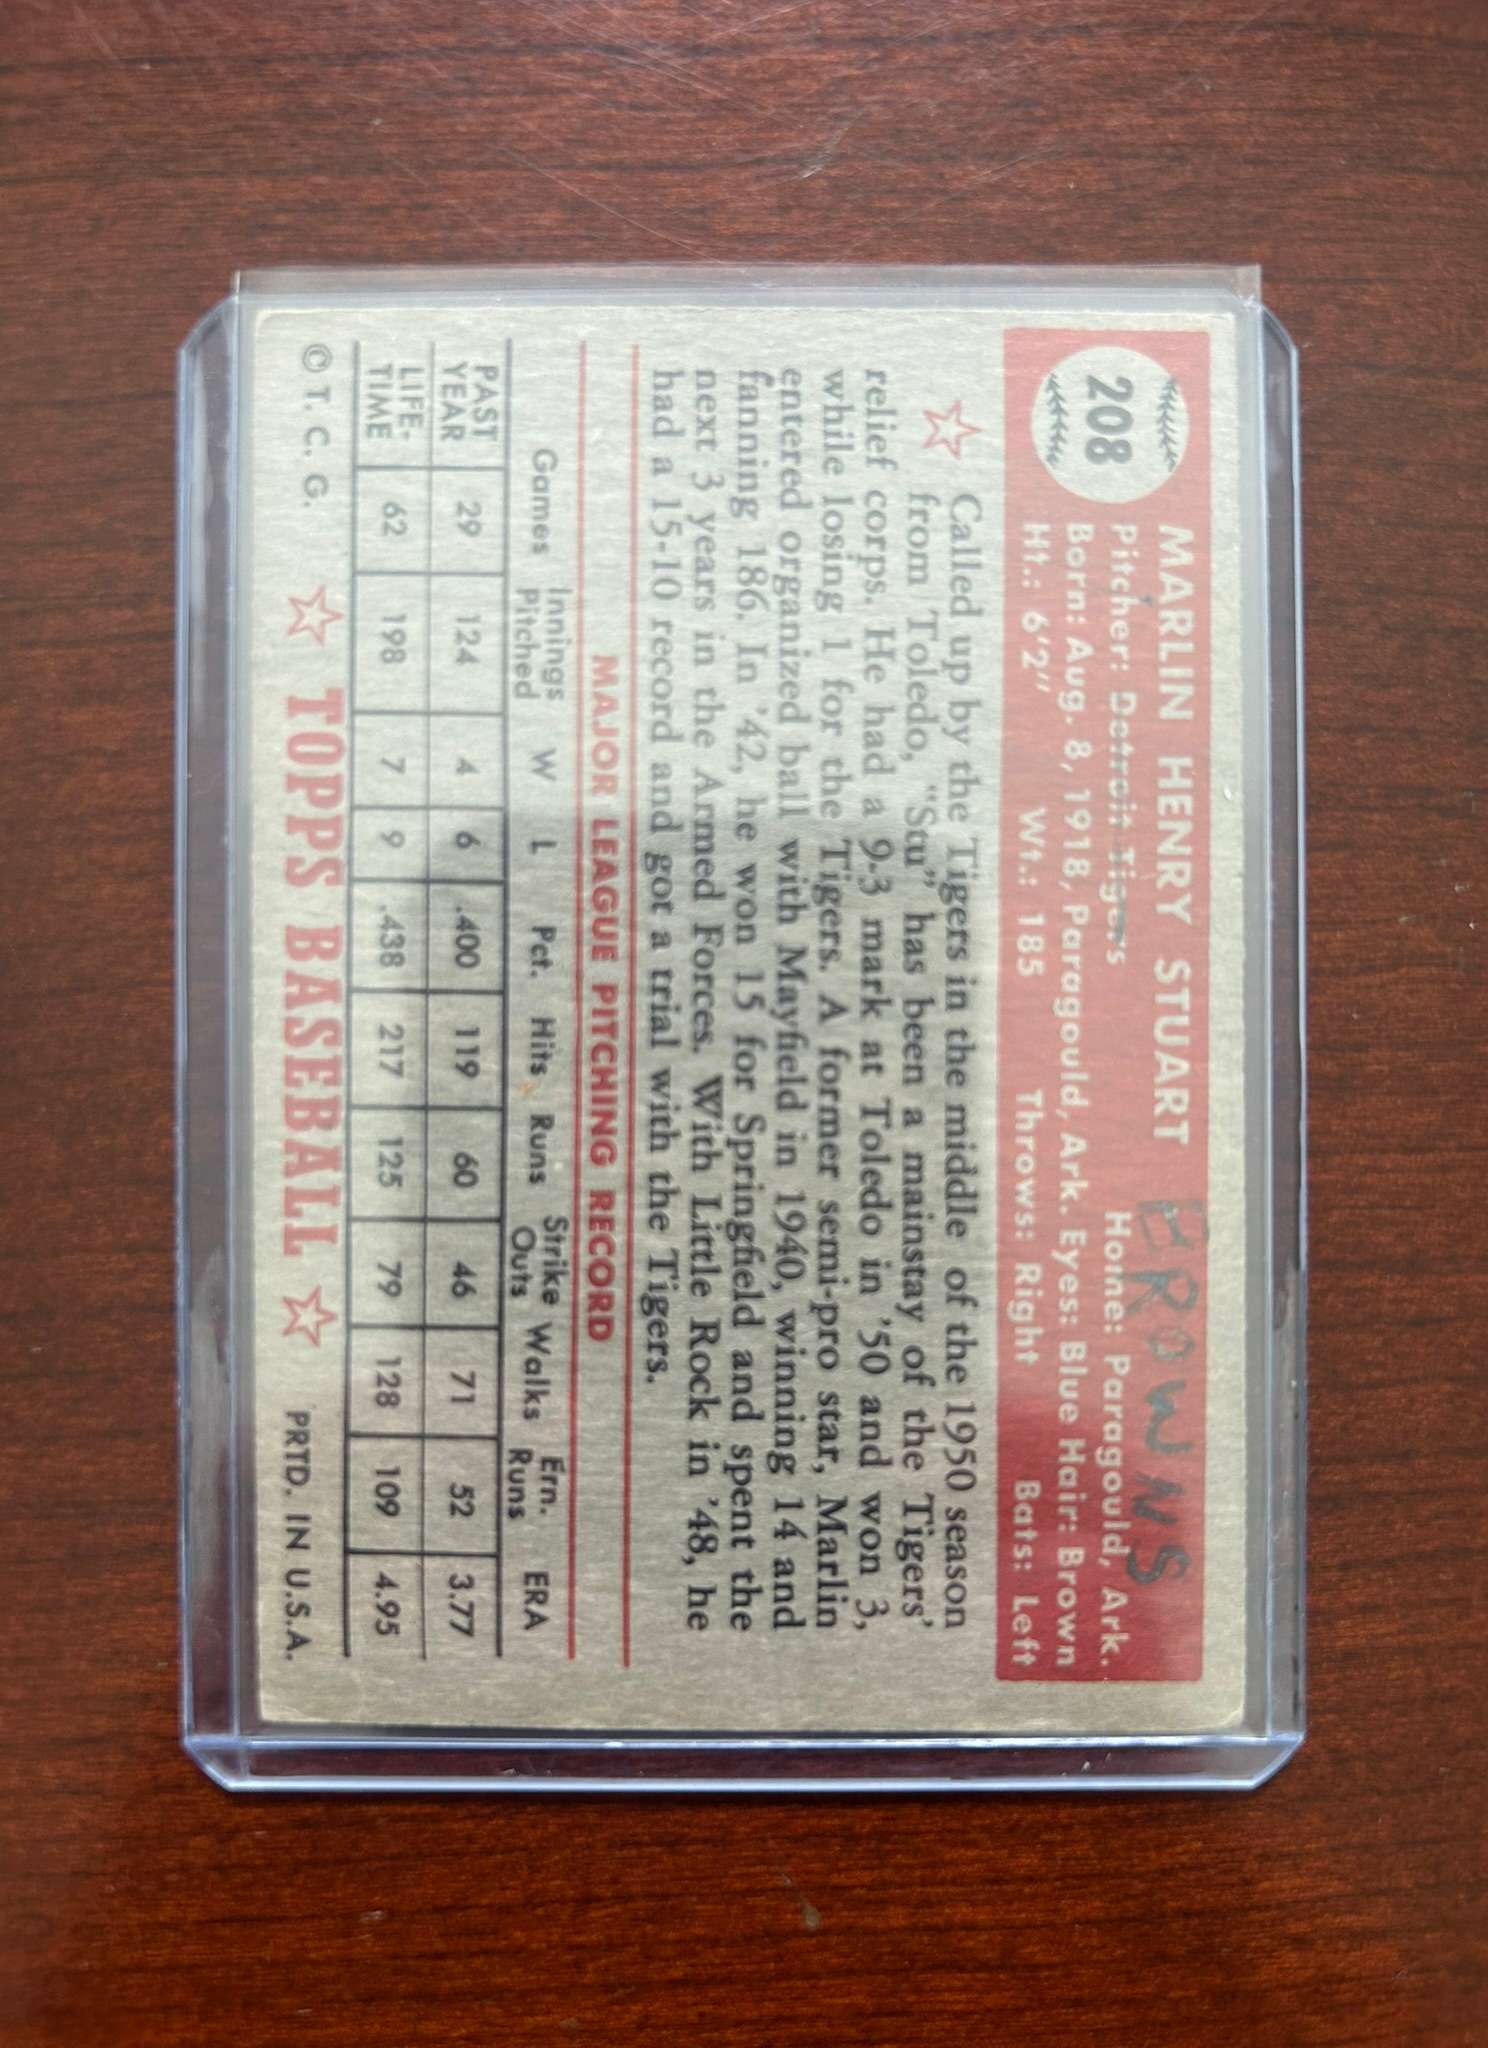 208
MARLIN HENRY STUART
BROWNS
Pitcher: Detroit Tigers Home: Paragould, Ark.
Born: Aug. 8, 1918, Paragould, Ark. Eyes: Blue Hair: Brown
Ht.: 6'2" Wt.: 185 Throws: Right Bats: Left
Called up by the Tigers in the middle of the 1950 season
from Toledo, "Stu" has been a mainstay of the Tigers'
relief corps. He had a 9-3 mark at Toledo in '50 and won 3,
while losing 1 for the Tigers. A former semi-pro star, Marlin
entered organized ball with Mayfield in 1940, winning 14 and
fanning 186. In '42, he won 15 for Springfield and spent the
next 3 years in the Armed Forces. With Little Rock in '48, he
had a 15-10 record and got a trial with the Tigers.
MAJOR LEAGUE PITCHING RECORD
Games Innings Pitched W L Pct. Hits Runs Strike Outs Walks Ern. Runs ERA
PAST YEAR 29 124 4 6 .400 119 60 46 71 52 3.77
LIFE-TIME 62 198 7 9 .438 217 125 79 128 109 4.95
© T. C. G. TOPPS BASEBALL PRTD. IN U.S.A.